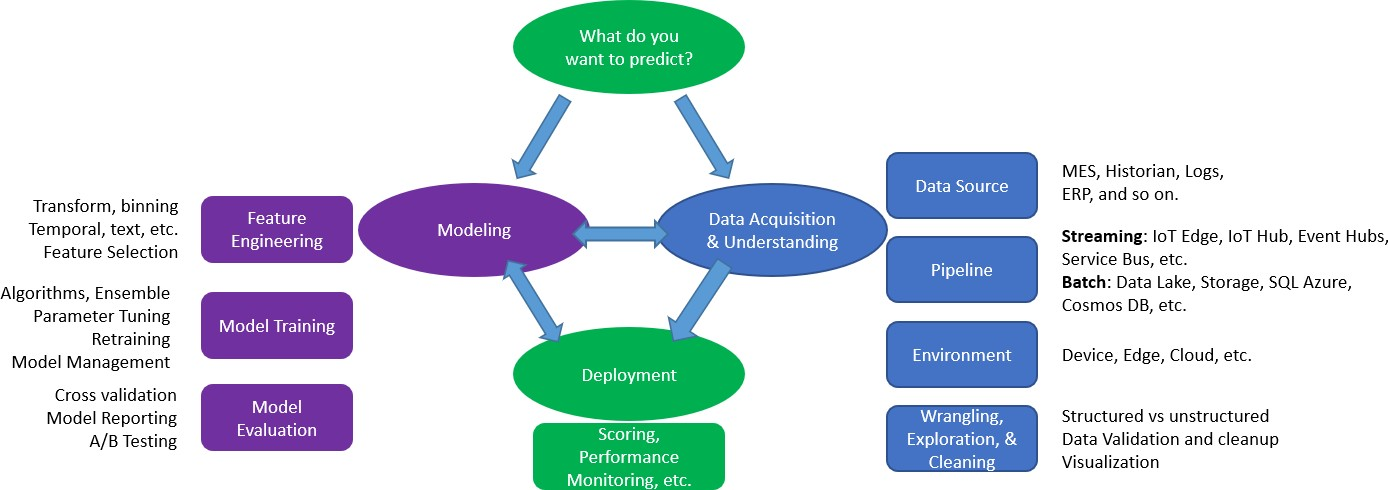 What do you
want to predict?
Modeling
Data Acquisition
& Understanding
Deployment
Scoring,
Performance
Monitoring, etc.
Transform, binning
Temporal, text, etc.
Feature Selection
Feature
Engineering
Algorithms, Ensemble
Parameter Tuning
Retraining
Model Management
Model Training
Cross validation
Model Reporting
A/B Testing
Model
Evaluation
Data Source
MES, Historian, Logs,
ERP, and so on.
Pipeline
Streaming: IoT Edge, IoT Hub, Event Hubs,
Service Bus, etc.
Batch: Data Lake, Storage, SQL Azure,
Cosmos DB, etc.
Environment
Device, Edge, Cloud, etc.
Wrangling,
Exploration, &
Cleaning
Structured vs unstructured
Data Validation and cleanup
Visualization